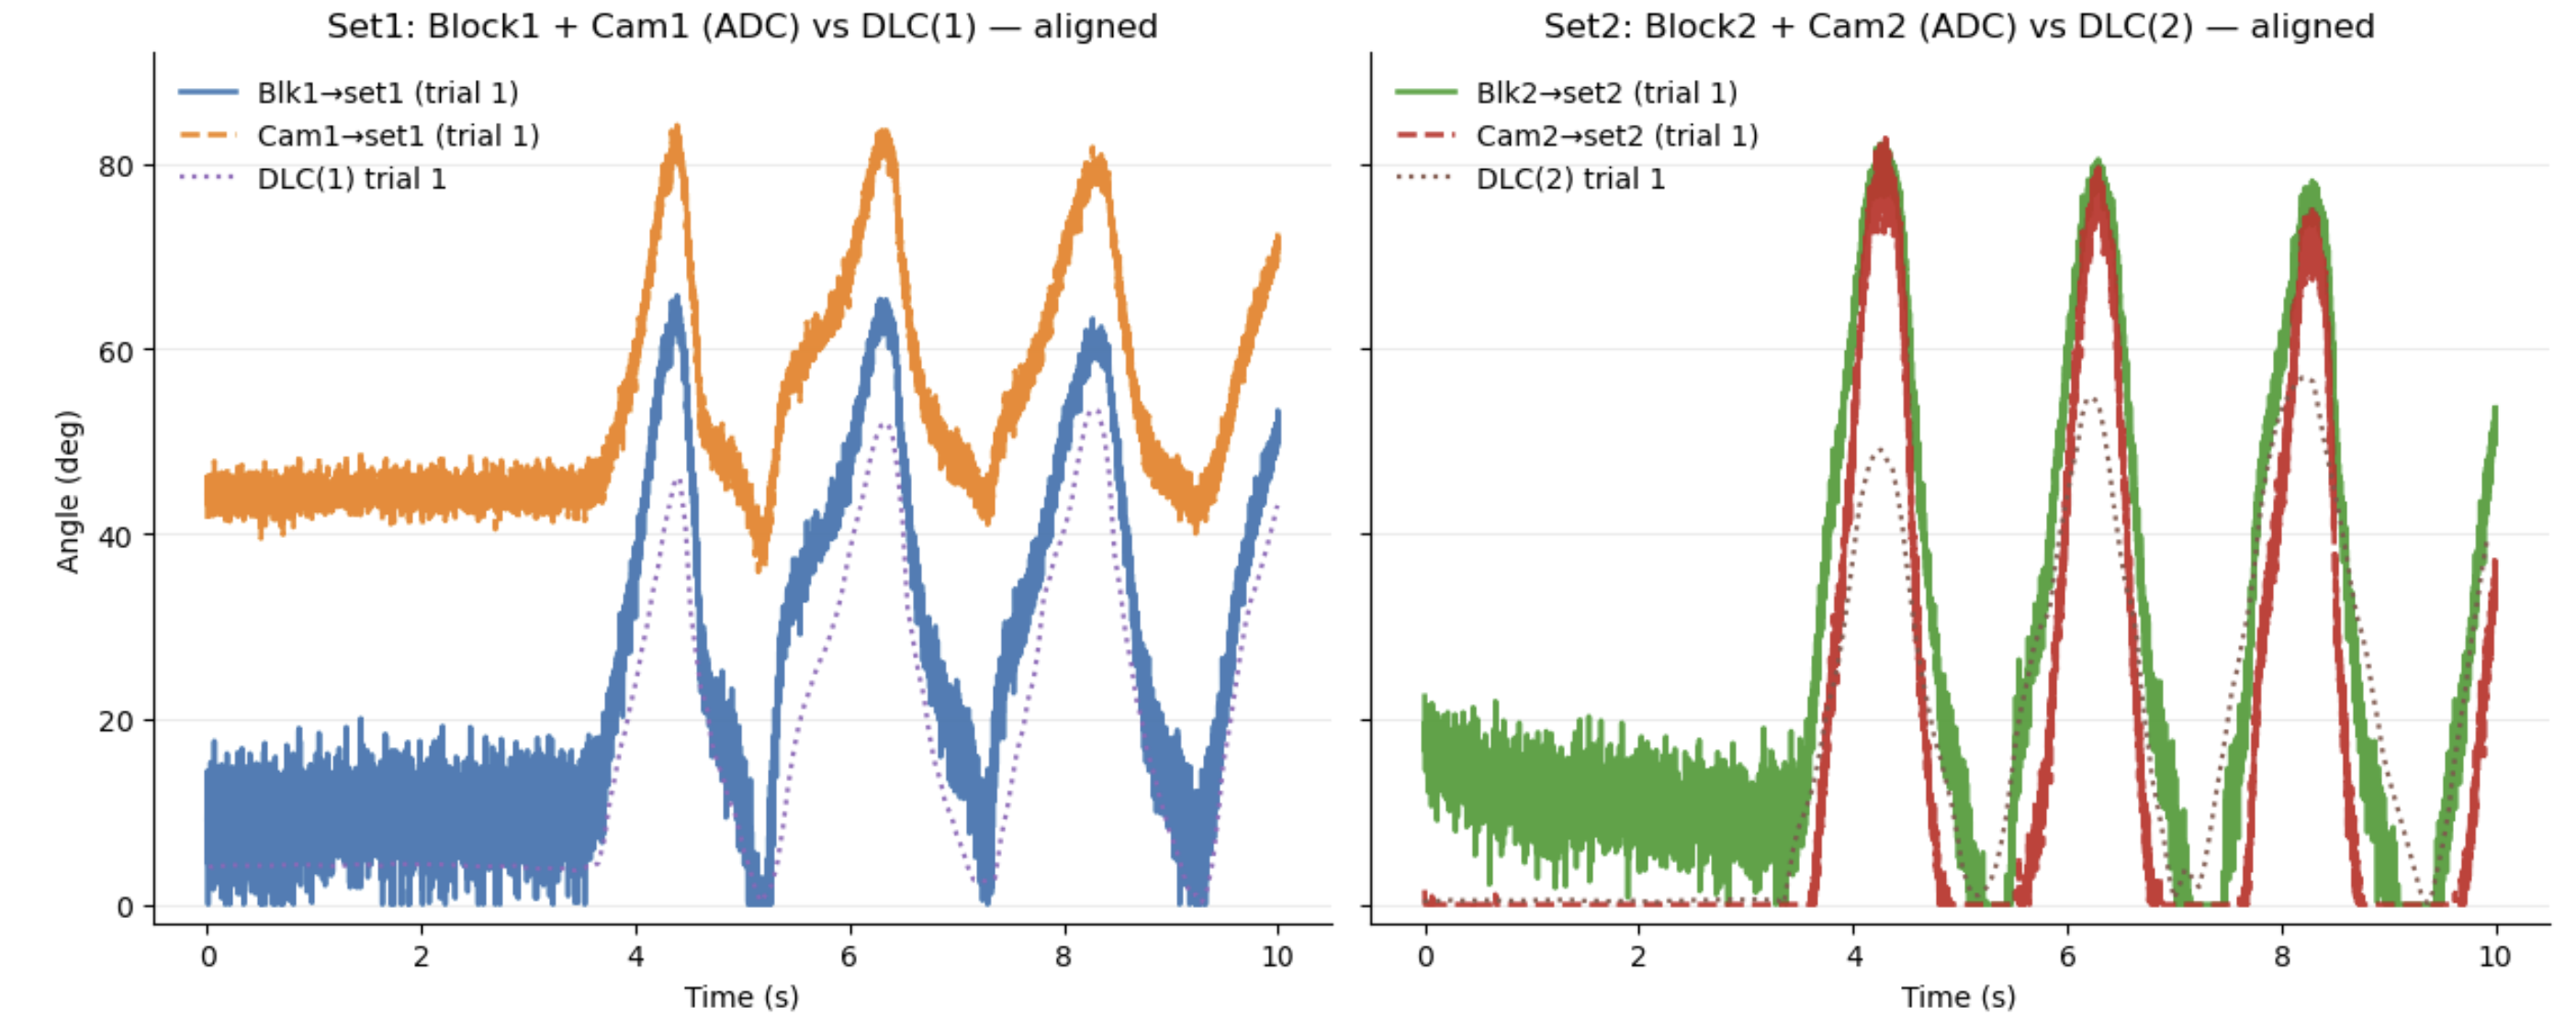 Set1: Block1 + Cam1 (ADC) vs DLC(1) — aligned
Blk1→set1 (trial 1)
Cam1→set1 (trial 1)
DLC(1) trial 1
Angle (deg)
80
60
40
20
0
0 2 4 6 8 10
Time (s)
Set2: Block2 + Cam2 (ADC) vs DLC(2) — aligned
Blk2→set2 (trial 1)
Cam2→set2 (trial 1)
DLC(2) trial 1
0 2 4 6 8 10
Time (s)